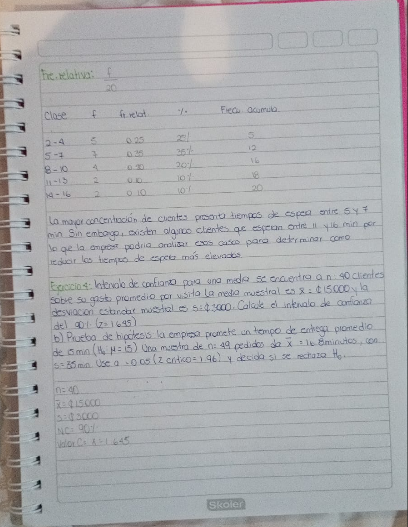 Frec. relativa: f
20
Clase f fr. relat % Frecu. acumula.
2-4 5 0.25 25% 5
5-7 7 0.35 35% 12
8-10 4 0.20 20% 16
11-13 2 0.10 10% 18
14-16 2 0.10 10% 20
La mayor concentración de clientes presenta tiempos de espera entre 5 y 7
min. Sin embargo, existen algunos clientes que esperan entre 11 y 16 min por
lo que la empresa podria analizar esos casos para determinar como
reducir los tiempos de espera más elevados
Ejercicio 4: Intervalo de confianza para una media se encuentra a n: 40 clientes
sobre su gasto promedio por visita la media muestral es x̄ = ₡15000 y la
desviación estandar muestral es s=₡3000. Calcule el intervalo de confianza
del 90% (Z=1.645)
b) Prueba de hipotesis la empresa promete un tiempo de entrega promedio
de 15 min (H₀ μ=15) Una muestra de n= 49 pedidos da x̄ = 16.8 minutos, con
s= 35 min. Use α = 0.05 (Z critico = 1.96) y decida si se rechaza H₀.
n= 40
x̄= ₡15000
s= ₡3000
NC= 90%
Valor C: Z = 1.645
Skoler